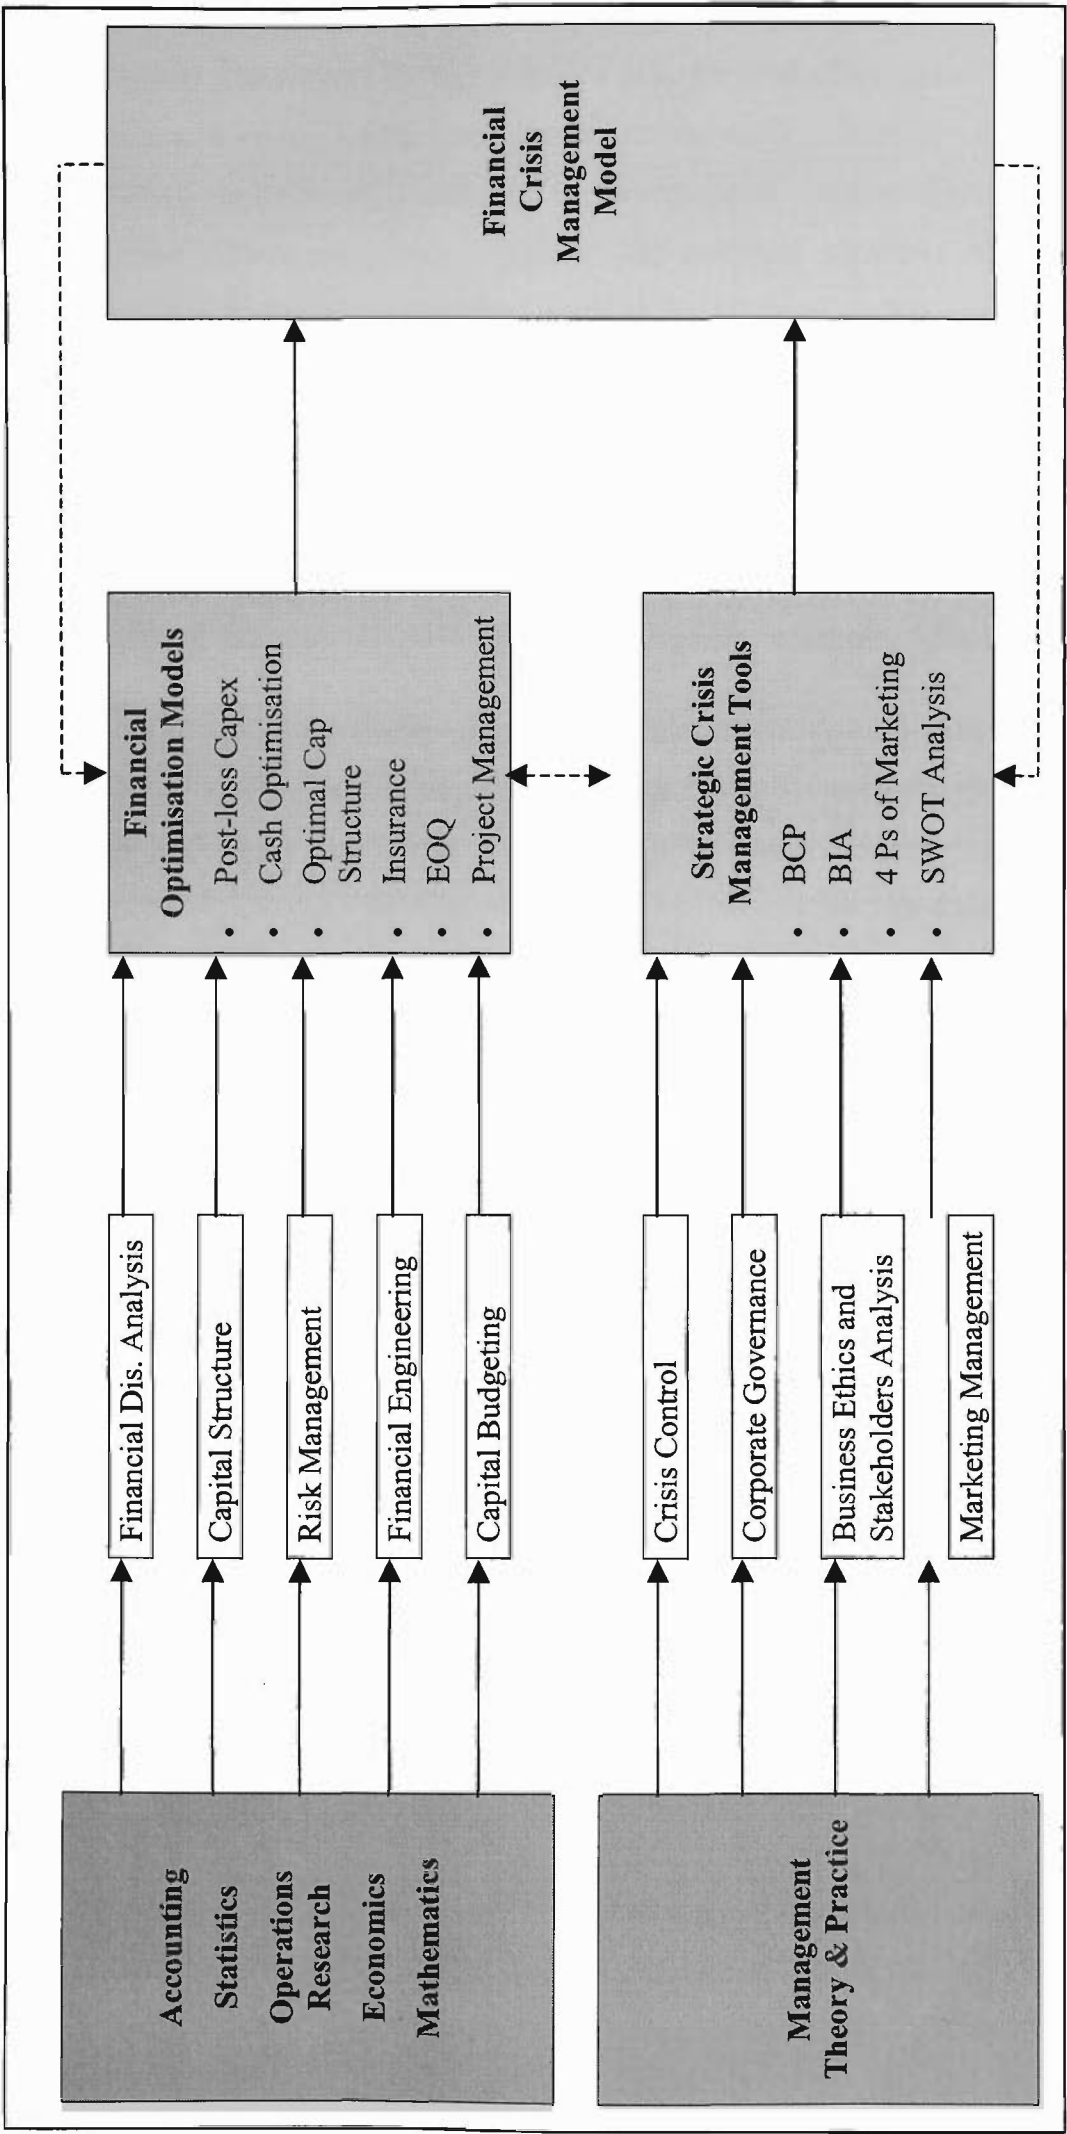 Accounting
Statistics
Operations
Research
Economics
Mathematics
Management
Theory & Practice
Financial Dis. Analysis
Capital Structure
Risk Management
Financial Engineering
Capital Budgeting
Crisis Control
Corporate Governance
Business Ethics and
Stakeholders Analysis
Marketing Management
Financial
Optimisation Models
• Post-loss Capex
• Cash Optimisation
• Optimal Cap
Structure
• Insurance
• EOQ
• Project Management
Strategic Crisis
Management Tools
• BCP
• BIA
• 4 Ps of Marketing
• SWOT Analysis
Financial
Crisis
Management
Model